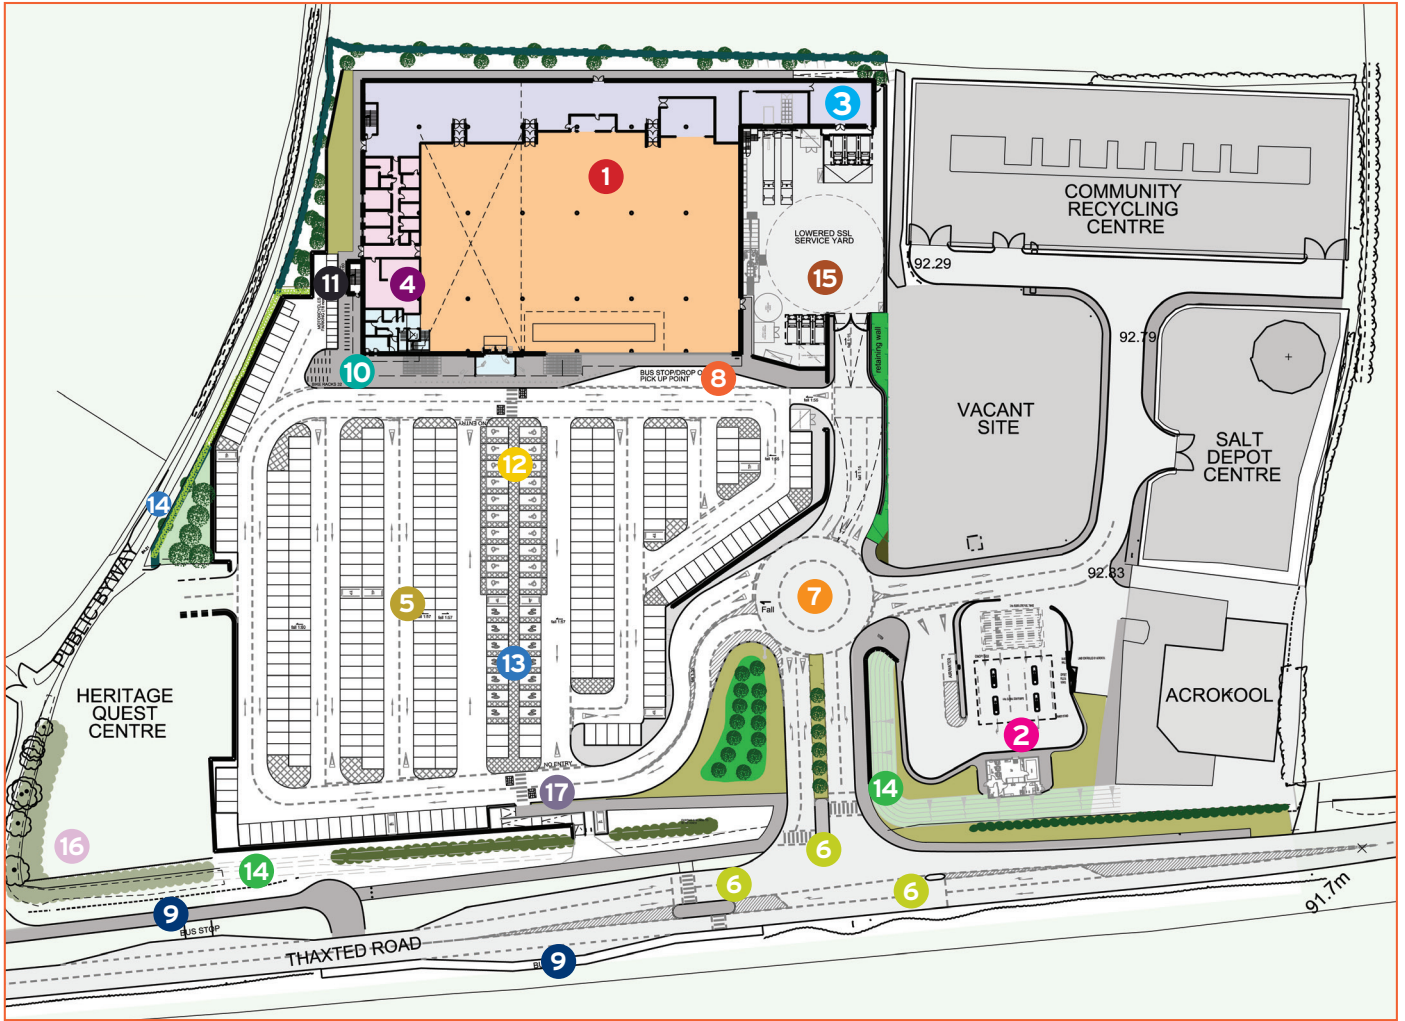 3
1
COMMUNITY
RECYCLING
CENTRE
LOWERED SSL
SERVICE YARD
92.29
15
11
4
retaining wall
92.79
10
BUS STOP/DROP O
PICK UP POINT
8
VACANT
SITE
SALT
DEPOT
CENTRE
NO ENTRY
12
14
PUBLIC BYWAY
92.83
5
7
Fall
13
HERITAGE
QUEST
CENTRE
ACROKOOL
2
NO ENTRY
17
14
16
14
6
6
6
9
BUS STOP
THAXTED ROAD
9
91.7m